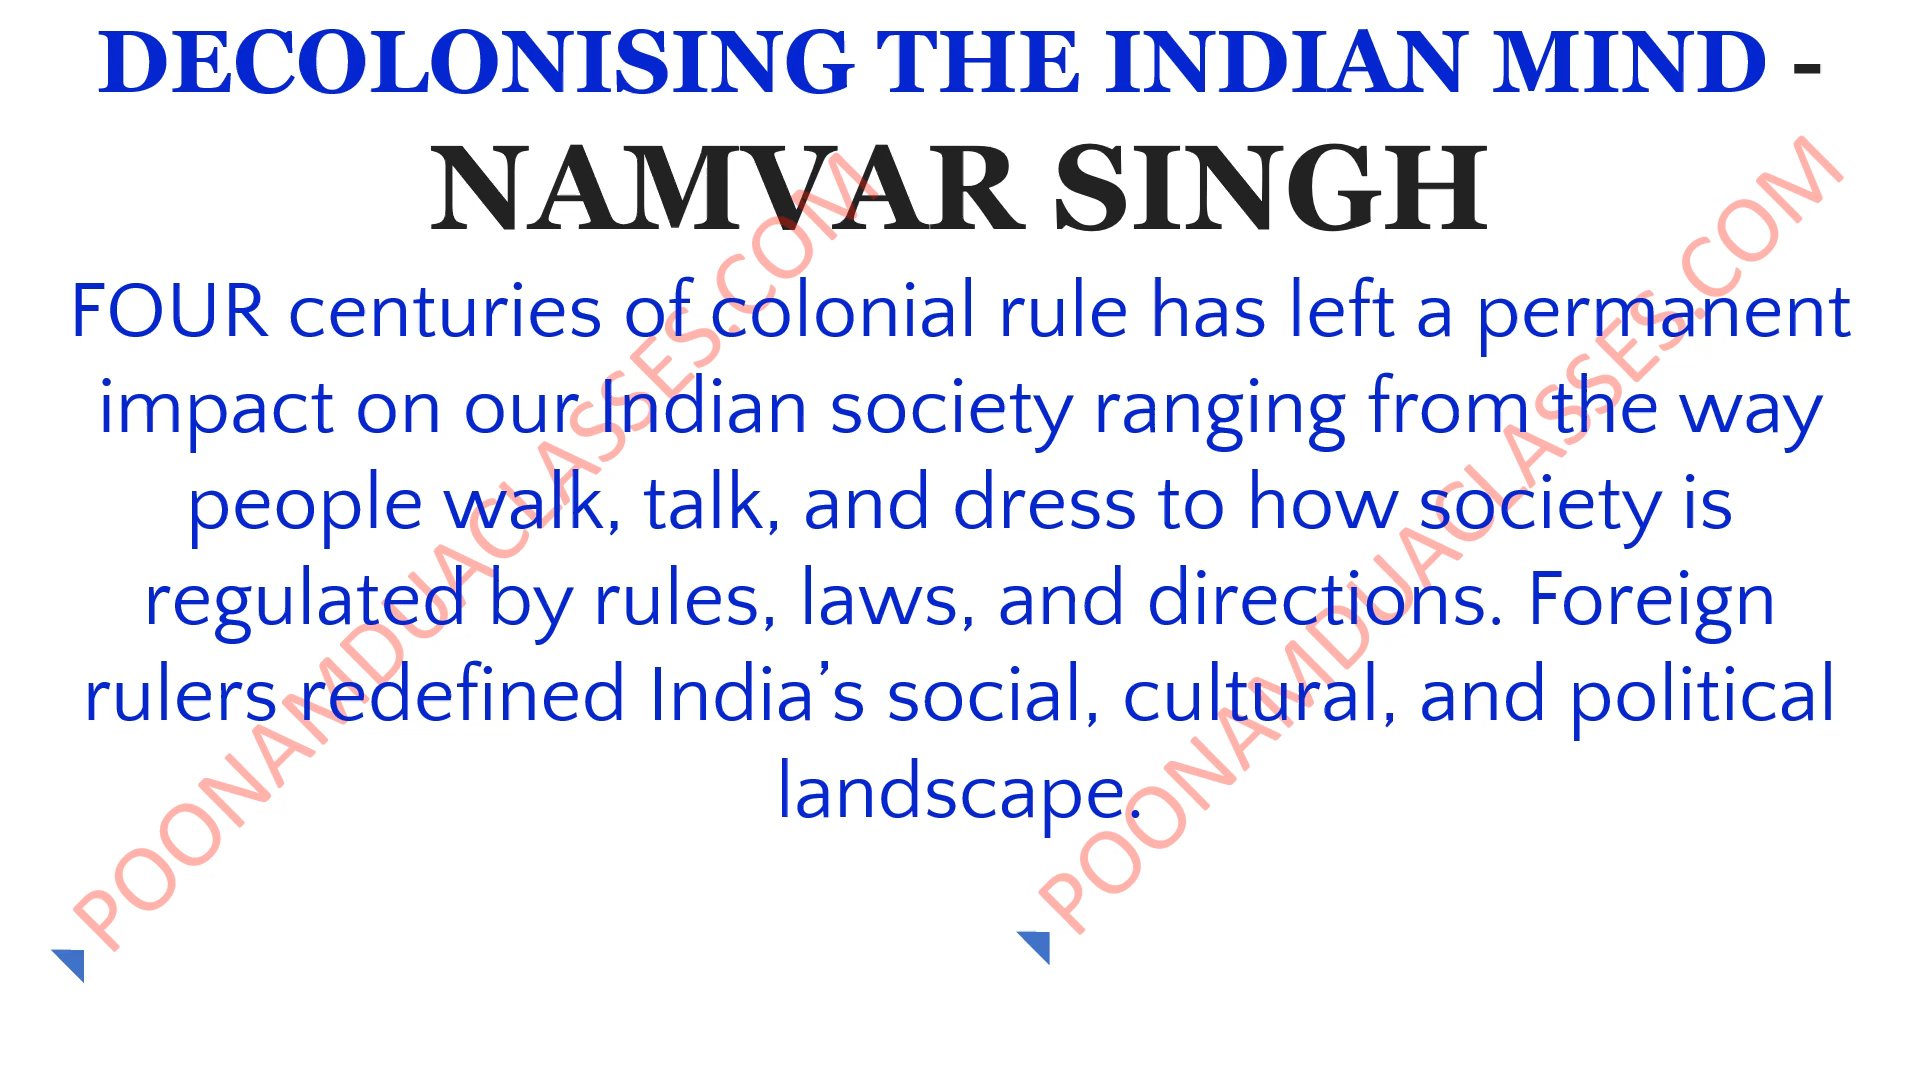 DECOLONISING THE INDIAN MIND -
NAMVAR SINGH
FOUR centuries of colonial rule has left a permanent
impact on our Indian society ranging from the way
people walk, talk, and dress to how society is
regulated by rules, laws, and directions. Foreign
rulers redefined India’s social, cultural, and political
landscape.
POONAMDUACLASSES.COM
POONAMDUACLASSES.COM